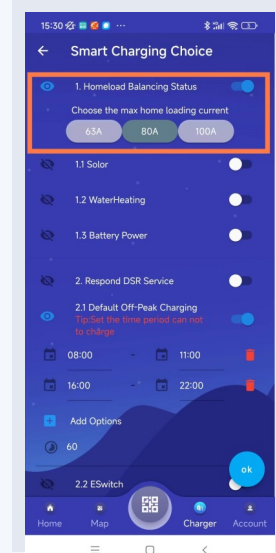 15:30
Smart Charging Choice
1. Homeload Balancing Status
Choose the max home loading current
63A 80A 100A
1.1 Solor
1.2 WaterHeating
1.3 Battery Power
2. Respond DSR Service
2.1 Default Off-Peak Charging
Tip:Set the time period can not
to charge
08:00 - 11:00
16:00 - 22:00
Add Options
60
ok
2.2 ESwitch
Home Map Charger Account